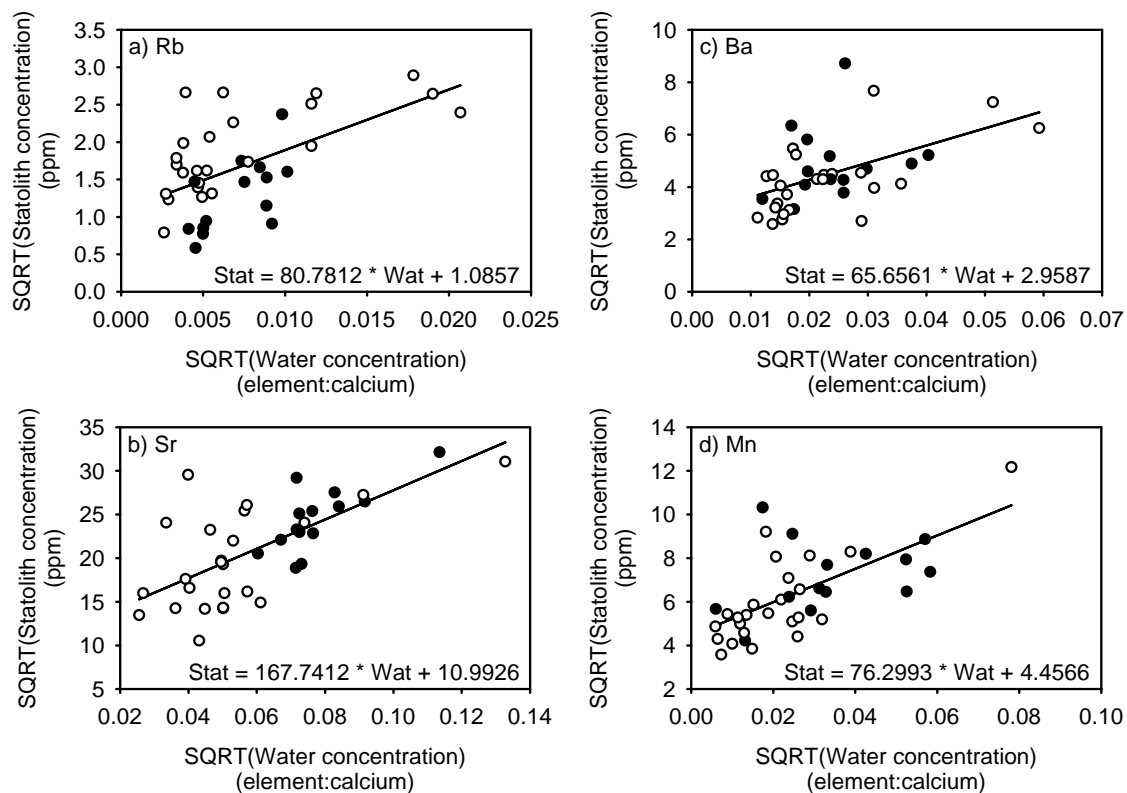 a) Rb
SQRT(Statolith concentration)
(ppm)
3.5
3.0
2.5
2.0
1.5
1.0
0.5
0.0
Stat = 80.7812 * Wat + 1.0857
0.000 0.005 0.010 0.015 0.020 0.025
SQRT(Water concentration)
(element:calcium)
c) Ba
SQRT(Statolith concentration)
(ppm)
10
8
6
4
2
0
Stat = 65.6561 * Wat + 2.9587
0.00 0.01 0.02 0.03 0.04 0.05 0.06 0.07
SQRT(Water concentration)
(element:calcium)
b) Sr
SQRT(Statolith concentration)
(ppm)
35
30
25
20
15
10
5
Stat = 167.7412 * Wat + 10.9926
0.02 0.04 0.06 0.08 0.10 0.12 0.14
SQRT(Water concentration)
(element:calcium)
d) Mn
SQRT(Statolith concentration)
(ppm)
14
12
10
8
6
4
2
Stat = 76.2993 * Wat + 4.4566
0.00 0.02 0.04 0.06 0.08 0.10
SQRT(Water concentration)
(element:calcium)